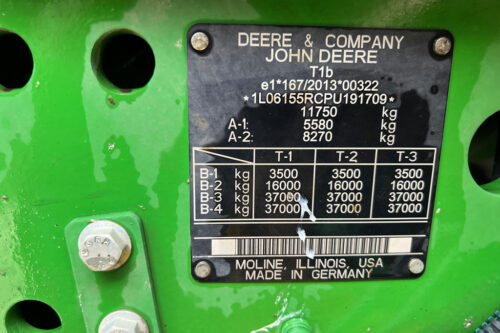 DEERE & COMPANY
JOHN DEERE
T1b
e1*167/2013*00322
*1L06155RCPU191709*
11750 kg
A-1: 5580 kg
A-2: 8270 kg
T-1 T-2 T-3
B-1 kg 3500 3500 3500
B-2 kg 16000 16000 16000
B-3 kg 37000 37000 37000
B-4 kg 37000 37000 37000
MOLINE, ILLINOIS, USA
MADE IN GERMANY